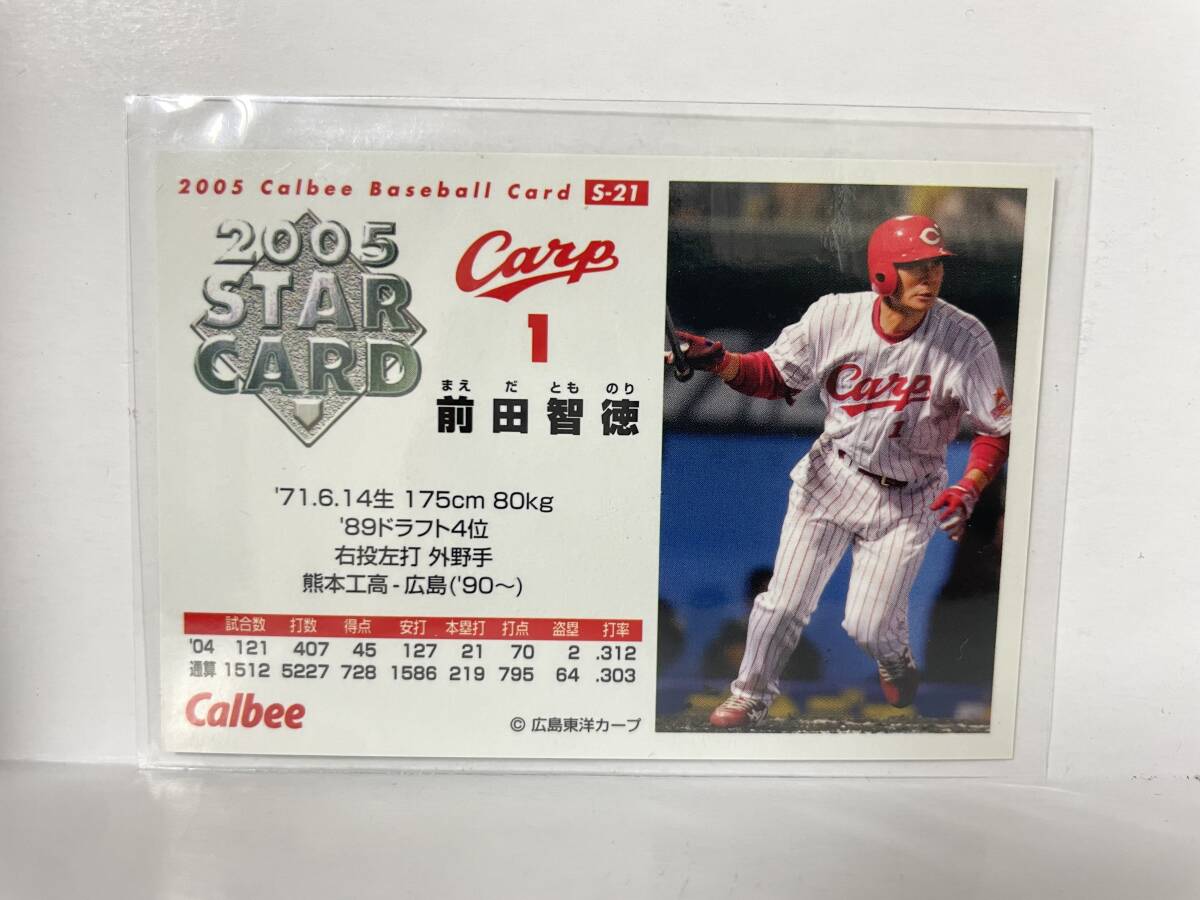 2005 Calbee Baseball Card S-21
2005
STAR
CARD
Carp
1
まえ だ とも のり
前田智徳
'71.6.14生 175cm 80kg
'89ドラフト4位
右投左打 外野手
熊本工高-広島('90〜)
試合数 打数 得点 安打 本塁打 打点 盗塁 打率
'04 121 407 45 127 21 70 2 .312
通算 1512 5227 728 1586 219 795 64 .303
Calbee
© 広島東洋カープ
C
Carp
1